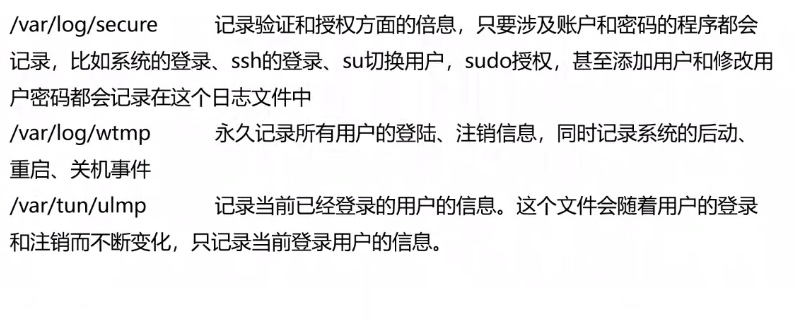 /var/log/secure 记录验证和授权方面的信息，只要涉及账户和密码的程序都会
记录，比如系统的登录、ssh的登录、su切换用户，sudo授权，甚至添加用户和修改用
户密码都会记录在这个日志文件中
/var/log/wtmp 永久记录所有用户的登陆、注销信息，同时记录系统的后动、
重启、关机事件
/var/tun/ulmp 记录当前已经登录的用户的信息。这个文件会随着用户的登录
和注销而不断变化，只记录当前登录用户的信息。